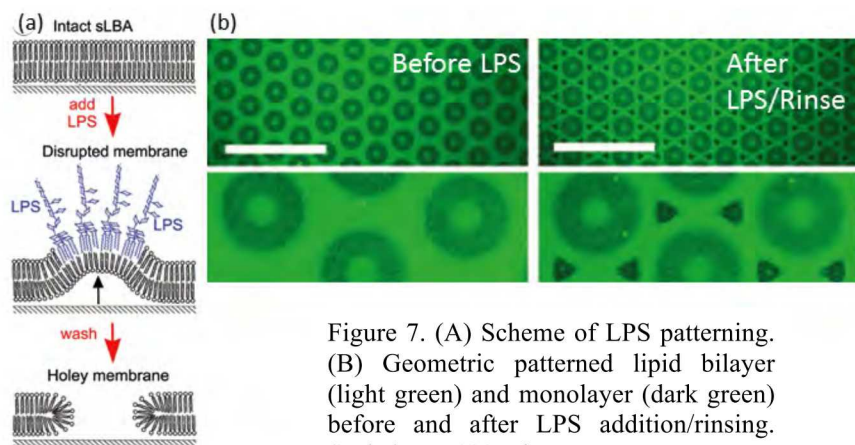 (a)
Intact sLBA
add
LPS
Disrupted membrane
LPS
LPS
wash
Holey membrane
(b)
Before LPS
After
LPS/Rinse
Figure 7. (A) Scheme of LPS patterning.
(B) Geometric patterned lipid bilayer
(light green) and monolayer (dark green)
before and after LPS addition/rinsing.